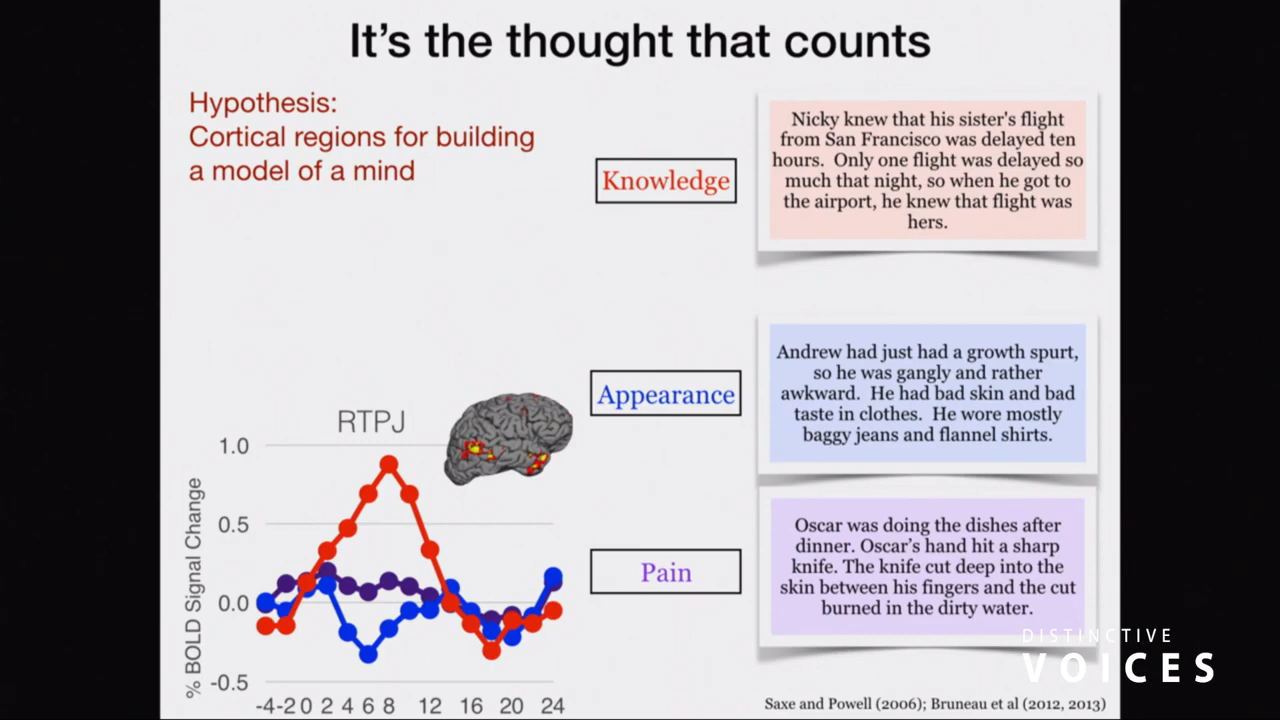 It's the thought that counts
Hypothesis:
Cortical regions for building
a model of a mind
Knowledge
Nicky knew that his sister's flight
from San Francisco was delayed ten
hours.  Only one flight was delayed so
much that night, so when he got to
the airport, he knew that flight was
hers.
Appearance
Andrew had just had a growth spurt,
so he was gangly and rather
awkward.  He had bad skin and bad
taste in clothes.  He wore mostly
baggy jeans and flannel shirts.
Pain
Oscar was doing the dishes after
dinner. Oscar's hand hit a sharp
knife. The knife cut deep into the
skin between his fingers and the cut
burned in the dirty water.
RTPJ
% BOLD Signal Change
1.0
0.5
0.0
-0.5
-4 -2 0 2 4 6 8 12 16 20 24
Saxe and Powell (2006); Bruneau et al (2012, 2013)
DISTINCTIVE
VOICES